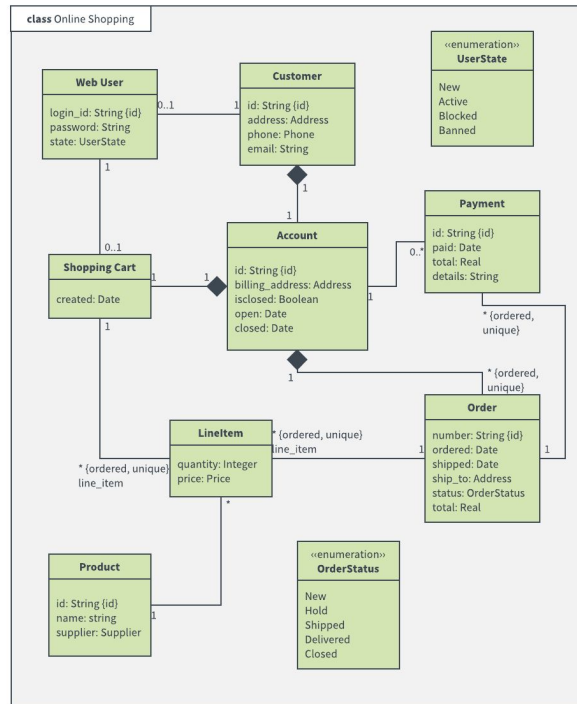 class Online Shopping
Web User
login_id: String {id}
password: String
state: UserState
0..1
1
Customer
id: String {id}
address: Address
phone: Phone
email: String
«enumeration»
UserState
New
Active
Blocked
Banned
1
0..1
1
1
Shopping Cart
created: Date
1
1
1
Account
id: String {id}
billing_address: Address
isclosed: Boolean
open: Date
closed: Date
1
0..*
Payment
id: String {id}
paid: Date
total: Real
details: String
* {ordered,
unique}
1
* {ordered,
unique}
* {ordered, unique}
line_item
LineItem
quantity: Integer
price: Price
* {ordered, unique}
line_item
1
Order
number: String {id}
ordered: Date
shipped: Date
ship_to: Address
status: OrderStatus
total: Real
1
*
Product
id: String {id}
name: string
supplier: Supplier
1
«enumeration»
OrderStatus
New
Hold
Shipped
Delivered
Closed